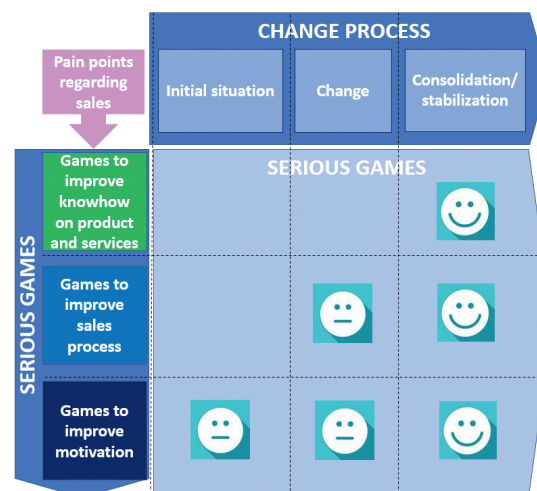 CHANGE PROCESS
Pain points
regarding
sales
Initial situation
Change
Consolidation/
stabilization
SERIOUS GAMES
Games to
improve
knowhow
on product
and services
SERIOUS GAMES
Games to
improve
sales
process
Games to
improve
motivation